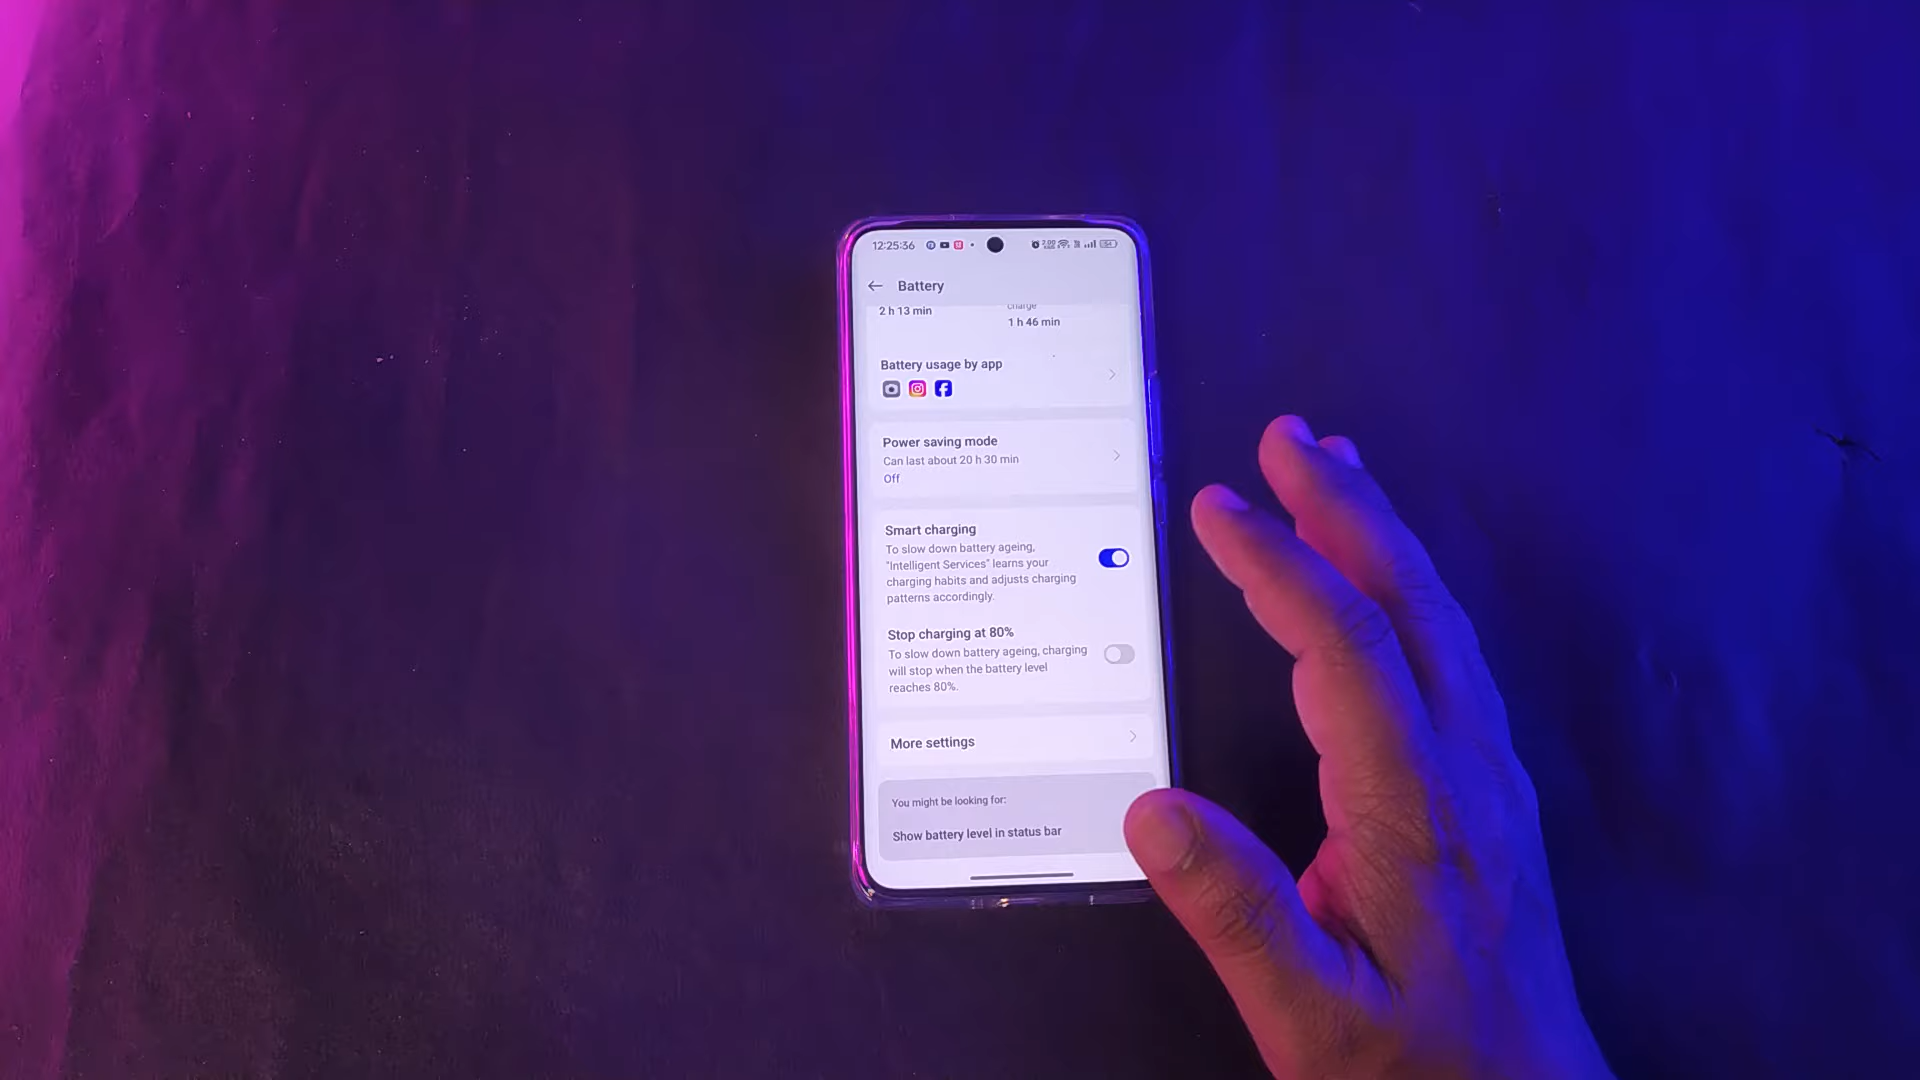 12:25:36
Battery
charge
2 h 13 min
1 h 46 min
Battery usage by app
Power saving mode
Can last about 20 h 30 min
Off
Smart charging
To slow down battery ageing,
"Intelligent Services" learns your
charging habits and adjusts charging
patterns accordingly.
Stop charging at 80%
To slow down battery ageing, charging
will stop when the battery level
reaches 80%.
More settings
You might be looking for:
Show battery level in status bar